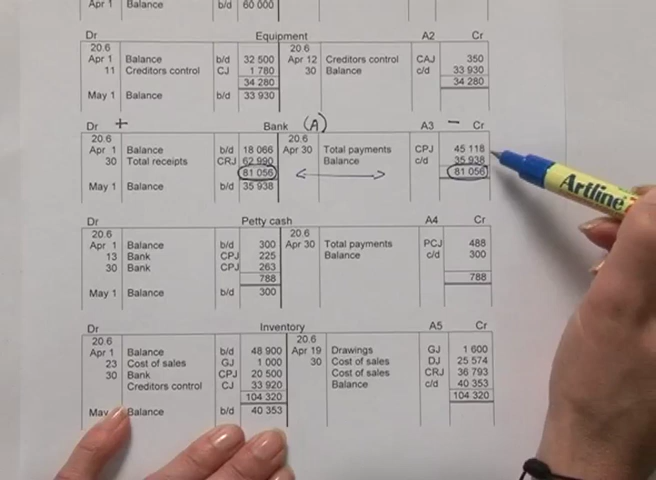 Apr 1 Balance b/d 60 000
Dr Equipment A2 Cr
20.6 20.6
Apr 1 Balance b/d 32 500 Apr 12 Creditors control CAJ 350
11 Creditors control CJ 1 780 30 Balance c/d 33 930
34 280 34 280
May 1 Balance b/d 33 930
Dr + Bank (A) A3 − Cr
20.6 20.6
Apr 1 Balance b/d 18 066 Apr 30 Total payments CPJ 45 118
30 Total receipts CRJ 62 990 Balance c/d 35 938
81 056 81 056
May 1 Balance b/d 35 938
Dr Petty cash A4 Cr
20.6 20.6
Apr 1 Balance b/d 300 Apr 30 Total payments PCJ 488
13 Bank CPJ 225 Balance c/d 300
30 Bank CPJ 263
788 788
May 1 Balance b/d 300
Dr Inventory A5 Cr
20.6 20.6
Apr 1 Balance b/d 48 900 Apr 19 Drawings GJ 1 600
23 Cost of sales GJ 1 000 30 Cost of sales DJ 25 574
30 Bank CPJ 20 500 Cost of sales CRJ 36 793
Creditors control CJ 33 920 Balance c/d 40 353
104 320 104 320
May Balance b/d 40 353
Artline